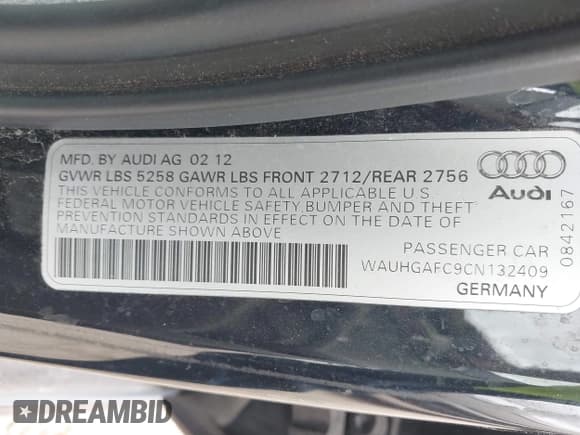 MFD. BY AUDI AG 02 12
GVWR LBS 5258 GAWR LBS FRONT 2712/REAR 2756
THIS VEHICLE CONFORMS TO ALL APPLICABLE U S
FEDERAL MOTOR VEHICLE SAFETY, BUMPER AND THEFT
PREVENTION STANDARDS IN EFFECT ON THE DATE OF
MANUFACTURE SHOWN ABOVE
Audi
0842167
PASSENGER CAR
WAUHGAFC9CN132409
GERMANY
DREAMBID